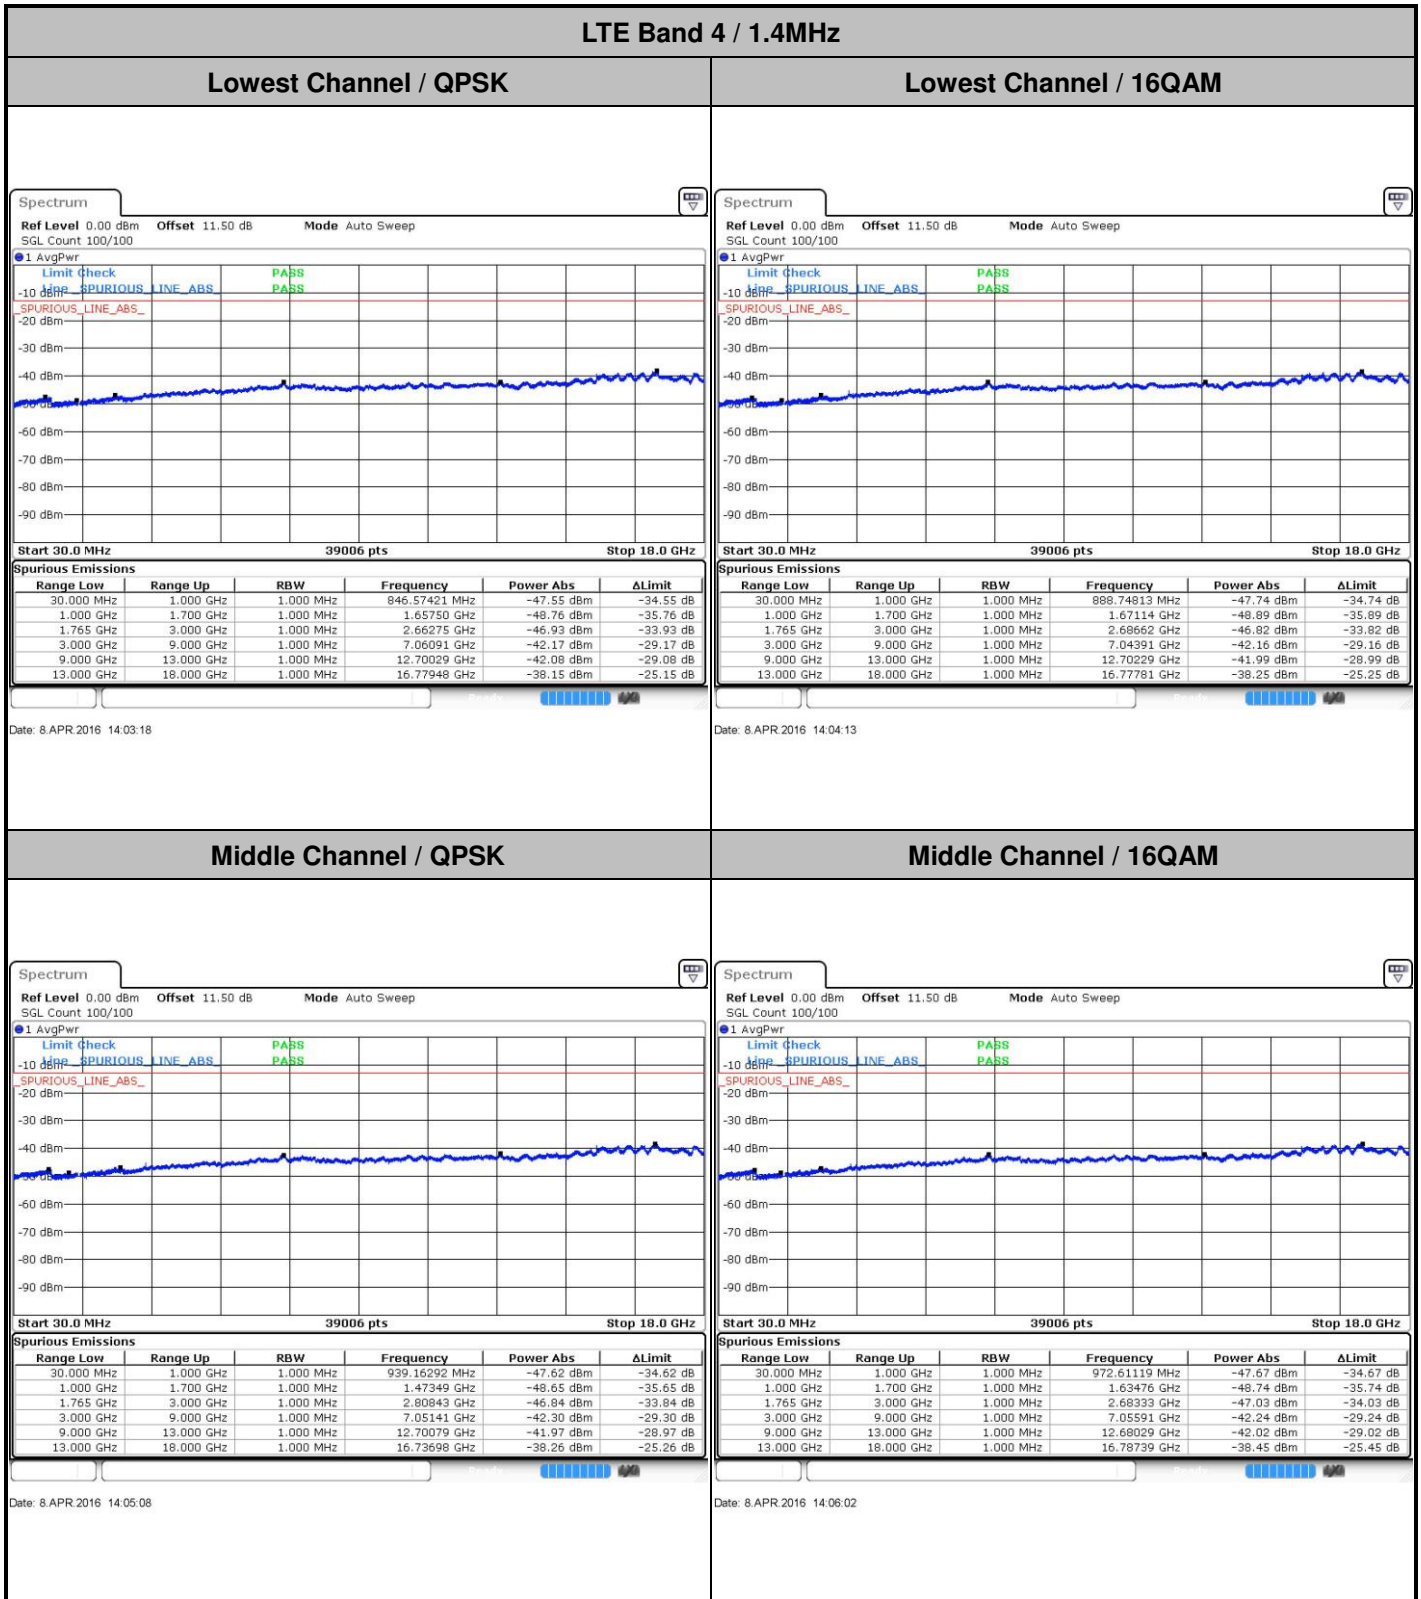 LTE Band 4 / 1.4MHz
Lowest Channel / QPSK
Lowest Channel / 16QAM
Spectrum
Ref Level 0.00 dBm Offset 11.50 dB Mode Auto Sweep
SGL Count 100/100
1 AvgPwr
Limit Check PASS
Line _SPURIOUS_LINE_ABS_ PASS
-10 dBm
_SPURIOUS_LINE_ABS_
-20 dBm
-30 dBm
-40 dBm
-60 dBm
-70 dBm
-80 dBm
-90 dBm
Start 30.0 MHz 39006 pts Stop 18.0 GHz
Spurious Emissions
Range Low Range Up RBW Frequency Power Abs ΔLimit
30.000 MHz 1.000 GHz 1.000 MHz 846.57421 MHz -47.55 dBm -34.55 dB
1.000 GHz 1.700 GHz 1.000 MHz 1.65750 GHz -48.76 dBm -35.76 dB
1.765 GHz 3.000 GHz 1.000 MHz 2.66275 GHz -46.93 dBm -33.93 dB
3.000 GHz 9.000 GHz 1.000 MHz 7.06091 GHz -42.17 dBm -29.17 dB
9.000 GHz 13.000 GHz 1.000 MHz 12.70029 GHz -42.08 dBm -29.08 dB
13.000 GHz 18.000 GHz 1.000 MHz 16.77948 GHz -38.15 dBm -25.15 dB
Date: 8.APR.2016 14:03:18
Spectrum
Ref Level 0.00 dBm Offset 11.50 dB Mode Auto Sweep
SGL Count 100/100
1 AvgPwr
Limit Check PASS
Line _SPURIOUS_LINE_ABS_ PASS
-10 dBm
_SPURIOUS_LINE_ABS_
-20 dBm
-30 dBm
-40 dBm
-60 dBm
-70 dBm
-80 dBm
-90 dBm
Start 30.0 MHz 39006 pts Stop 18.0 GHz
Spurious Emissions
Range Low Range Up RBW Frequency Power Abs ΔLimit
30.000 MHz 1.000 GHz 1.000 MHz 888.74813 MHz -47.74 dBm -34.74 dB
1.000 GHz 1.700 GHz 1.000 MHz 1.67114 GHz -48.89 dBm -35.89 dB
1.765 GHz 3.000 GHz 1.000 MHz 2.68662 GHz -46.82 dBm -33.82 dB
3.000 GHz 9.000 GHz 1.000 MHz 7.04391 GHz -42.16 dBm -29.16 dB
9.000 GHz 13.000 GHz 1.000 MHz 12.70229 GHz -41.99 dBm -28.99 dB
13.000 GHz 18.000 GHz 1.000 MHz 16.77781 GHz -38.25 dBm -25.25 dB
Date: 8.APR.2016 14:04:13
Middle Channel / QPSK
Middle Channel / 16QAM
Spectrum
Ref Level 0.00 dBm Offset 11.50 dB Mode Auto Sweep
SGL Count 100/100
1 AvgPwr
Limit Check PASS
Line _SPURIOUS_LINE_ABS_ PASS
-10 dBm
_SPURIOUS_LINE_ABS_
-20 dBm
-30 dBm
-40 dBm
-60 dBm
-70 dBm
-80 dBm
-90 dBm
Start 30.0 MHz 39006 pts Stop 18.0 GHz
Spurious Emissions
Range Low Range Up RBW Frequency Power Abs ΔLimit
30.000 MHz 1.000 GHz 1.000 MHz 939.16292 MHz -47.62 dBm -34.62 dB
1.000 GHz 1.700 GHz 1.000 MHz 1.47349 GHz -48.65 dBm -35.65 dB
1.765 GHz 3.000 GHz 1.000 MHz 2.80843 GHz -46.84 dBm -33.84 dB
3.000 GHz 9.000 GHz 1.000 MHz 7.05141 GHz -42.30 dBm -29.30 dB
9.000 GHz 13.000 GHz 1.000 MHz 12.70079 GHz -41.97 dBm -28.97 dB
13.000 GHz 18.000 GHz 1.000 MHz 16.73698 GHz -38.26 dBm -25.26 dB
Date: 8.APR.2016 14:05:08
Spectrum
Ref Level 0.00 dBm Offset 11.50 dB Mode Auto Sweep
SGL Count 100/100
1 AvgPwr
Limit Check PASS
Line _SPURIOUS_LINE_ABS_ PASS
-10 dBm
_SPURIOUS_LINE_ABS_
-20 dBm
-30 dBm
-40 dBm
-60 dBm
-70 dBm
-80 dBm
-90 dBm
Start 30.0 MHz 39006 pts Stop 18.0 GHz
Spurious Emissions
Range Low Range Up RBW Frequency Power Abs ΔLimit
30.000 MHz 1.000 GHz 1.000 MHz 972.61119 MHz -47.67 dBm -34.67 dB
1.000 GHz 1.700 GHz 1.000 MHz 1.63476 GHz -48.74 dBm -35.74 dB
1.765 GHz 3.000 GHz 1.000 MHz 2.68333 GHz -47.03 dBm -34.03 dB
3.000 GHz 9.000 GHz 1.000 MHz 7.05591 GHz -42.24 dBm -29.24 dB
9.000 GHz 13.000 GHz 1.000 MHz 12.68029 GHz -42.02 dBm -29.02 dB
13.000 GHz 18.000 GHz 1.000 MHz 16.78739 GHz -38.45 dBm -25.45 dB
Date: 8.APR.2016 14:06:02